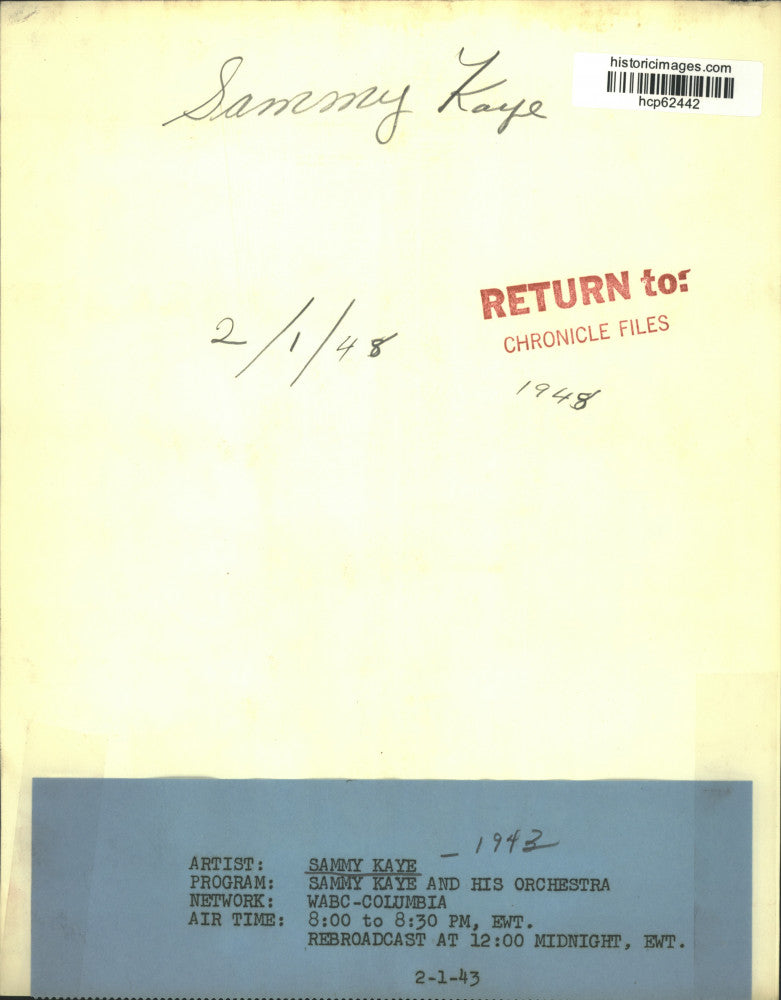 historicimages.com
hcp62442
Sammy Kaye
RETURN to:
CHRONICLE FILES
2/1/48
1948
- 1943
ARTIST: SAMMY KAYE
PROGRAM: SAMMY KAYE AND HIS ORCHESTRA
NETWORK: WABC-COLUMBIA
AIR TIME: 8:00 to 8:30 PM, EWT.
REBROADCAST AT 12:00 MIDNIGHT, EWT.
2-1-43